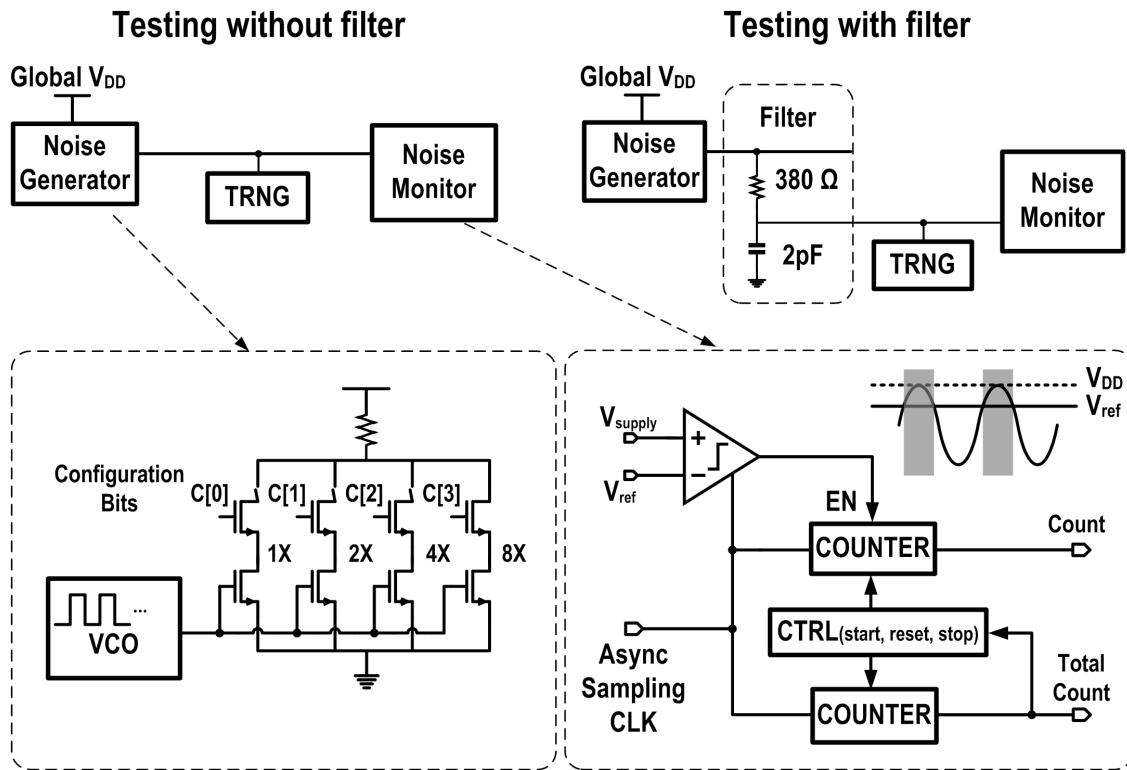 Testing without filter
Global VDD
Noise
Generator
TRNG
Noise
Monitor
Testing with filter
Global VDD
Noise
Generator
Filter
380 Ω
2pF
TRNG
Noise
Monitor
Configuration
Bits
C[0]
C[1]
C[2]
C[3]
1X
2X
4X
8X
...
VCO
Vsupply
Vref
+
−
VDD
Vref
EN
COUNTER
Count
CTRL(start, reset, stop)
Async
Sampling
CLK
COUNTER
Total
Count